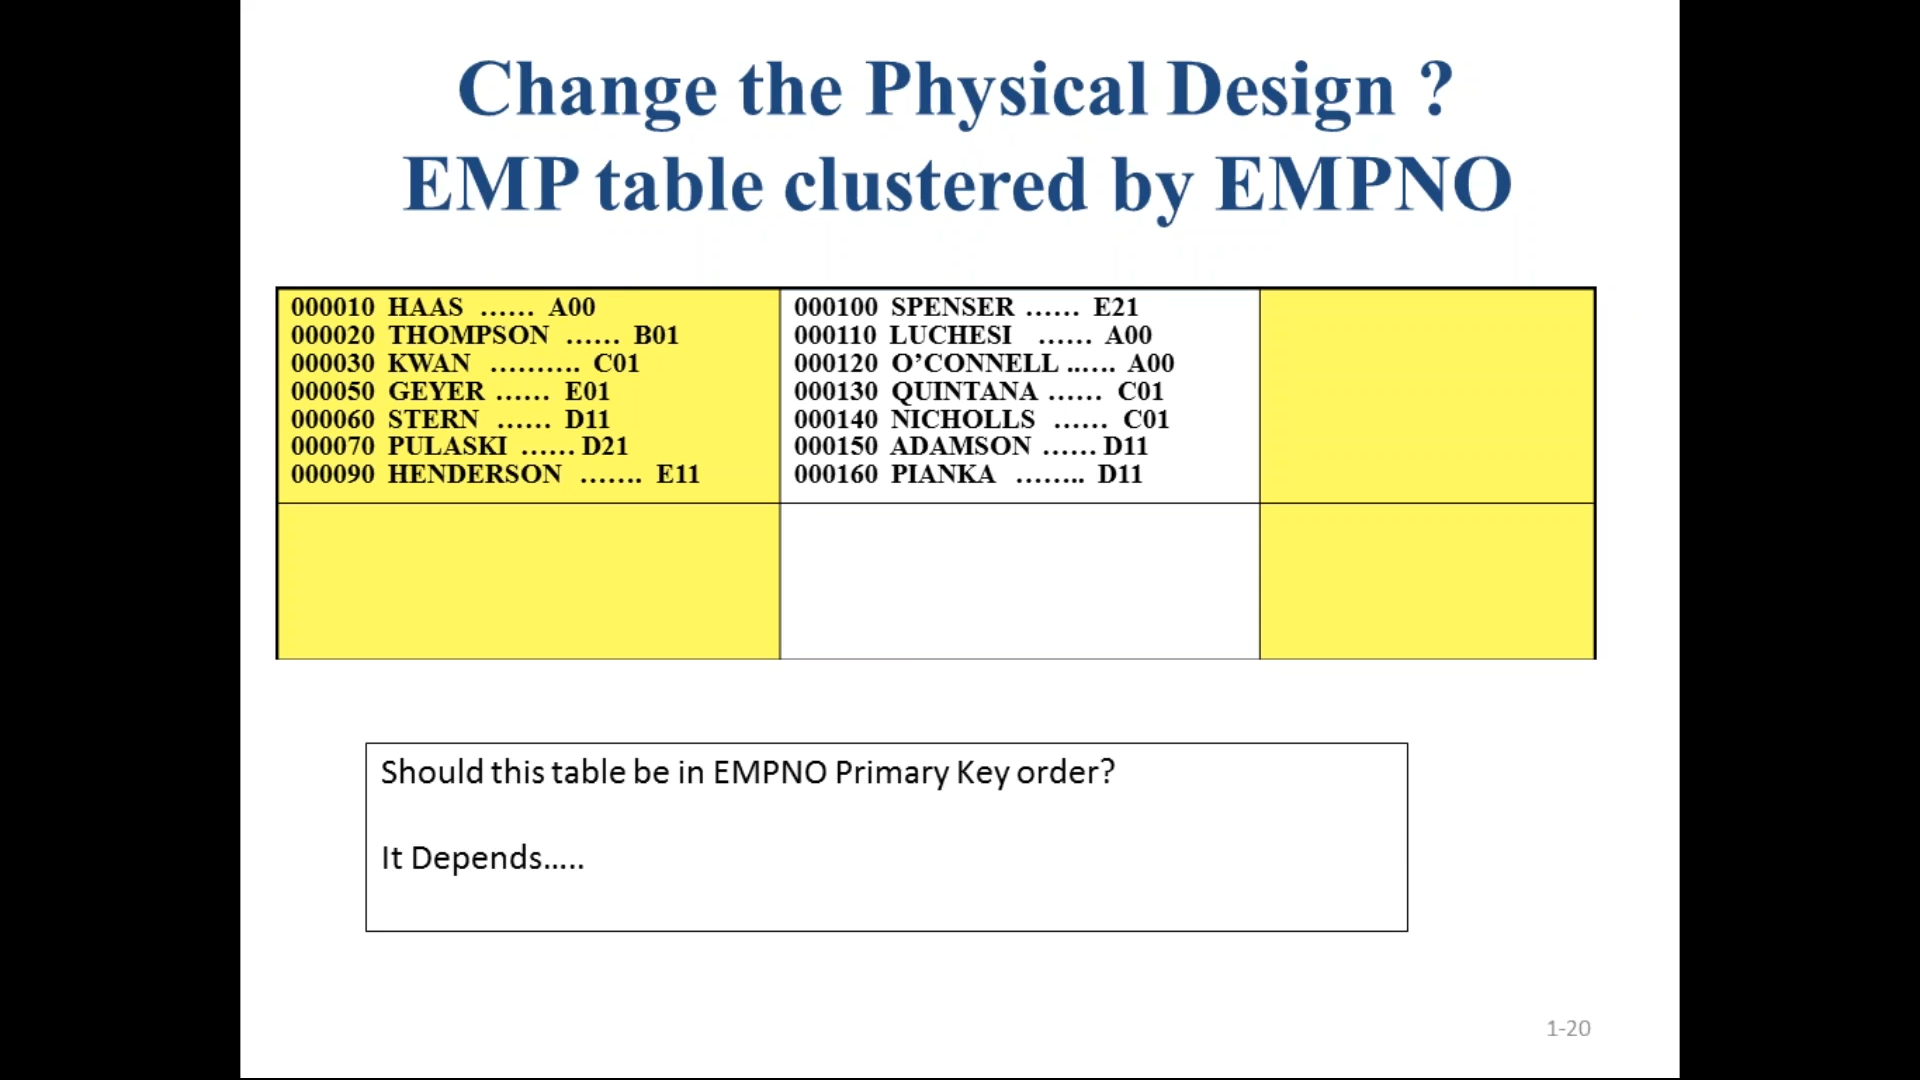 Change the Physical Design ?
EMP table clustered by EMPNO
000010 HAAS ...... A00
000020 THOMPSON ...... B01
000030 KWAN .......... C01
000050 GEYER ...... E01
000060 STERN ...... D11
000070 PULASKI ...... D21
000090 HENDERSON ....... E11
000100 SPENSER ...... E21
000110 LUCHESI ...... A00
000120 O’CONNELL ...... A00
000130 QUINTANA ...... C01
000140 NICHOLLS ...... C01
000150 ADAMSON ...... D11
000160 PIANKA ........ D11
Should this table be in EMPNO Primary Key order?
It Depends.....
1-20